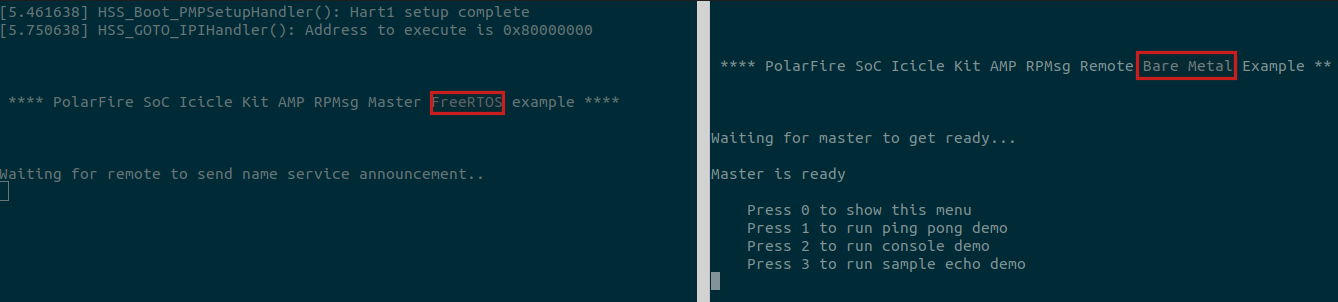 [5.461638] HSS_Boot_PMPSetupHandler(): Hart1 setup complete
[5.750638] HSS_GOTO_IPIHandler(): Address to execute is 0x80000000
**** PolarFire SoC Icicle Kit AMP RPMsg Master FreeRTOS example ****
Waiting for remote to send name service announcement..
**** PolarFire SoC Icicle Kit AMP RPMsg Remote Bare Metal Example **
Waiting for master to get ready...
Master is ready
Press 0 to show this menu
Press 1 to run ping pong demo
Press 2 to run console demo
Press 3 to run sample echo demo